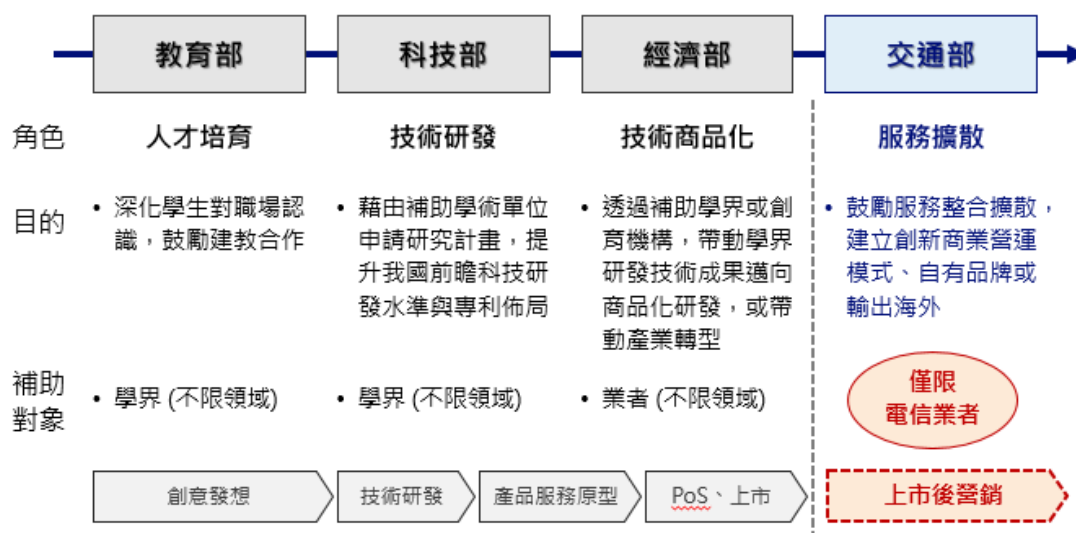 教育部
科技部
經濟部
交通部
角色
人才培育
技術研發
技術商品化
服務擴散
目的
• 深化學生對職場認
識，鼓勵建教合作
• 藉由補助學術單位
申請研究計畫，提
升我國前瞻科技研
發水準與專利佈局
• 透過補助學界或創
育機構，帶動學界
研發技術成果邁向
商品化研發，或帶
動產業轉型
• 鼓勵服務整合擴散，
建立創新商業營運
模式、自有品牌或
輸出海外
補助
對象
• 學界 (不限領域)
• 學界 (不限領域)
• 業者 (不限領域)
僅限
電信業者
創意發想
技術研發
產品服務原型
PoS、上市
上市後營銷